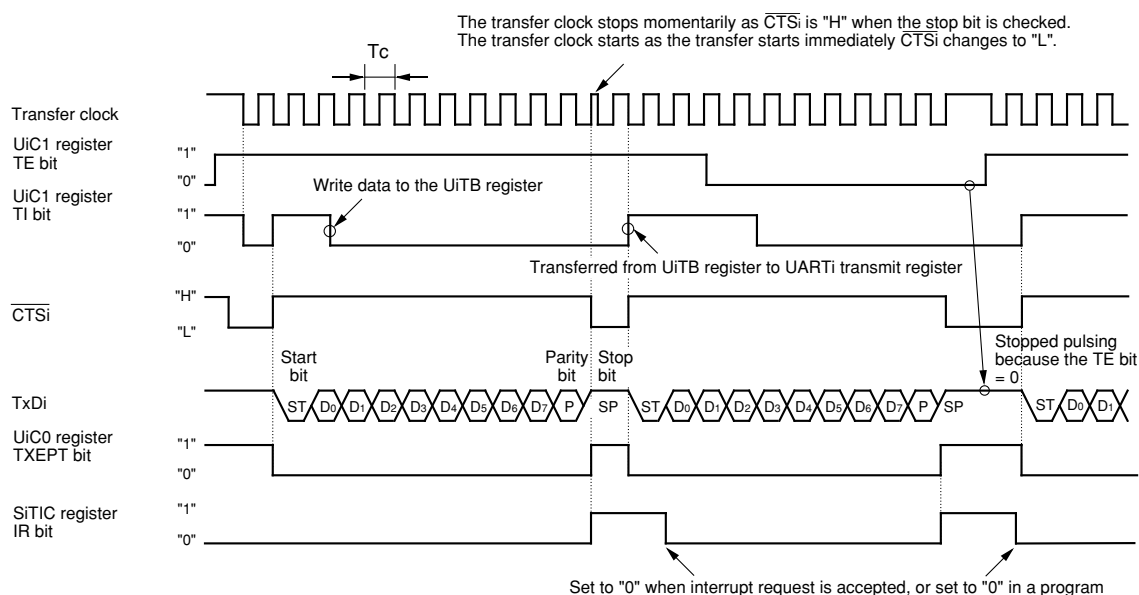 The transfer clock stops momentarily as CTSi is "H" when the stop bit is checked.
The transfer clock starts as the transfer starts immediately CTSi changes to "L".
Tc
Transfer clock
UiC1 register
TE bit
"1"
"0"
Write data to the UiTB register
UiC1 register
TI bit
"1"
"0"
Transferred from UiTB register to UARTi transmit register
CTSi
"H"
"L"
Start
bit
Parity
bit
Stop
bit
Stopped pulsing
because the TE bit
= 0
TxDi
ST D0 D1 D2 D3 D4 D5 D6 D7 P SP ST D0 D1 D2 D3 D4 D5 D6 D7 P SP ST D0 D1
UiC0 register
TXEPT bit
"1"
"0"
SiTIC register
IR bit
"1"
"0"
Set to "0" when interrupt request is accepted, or set to "0" in a program